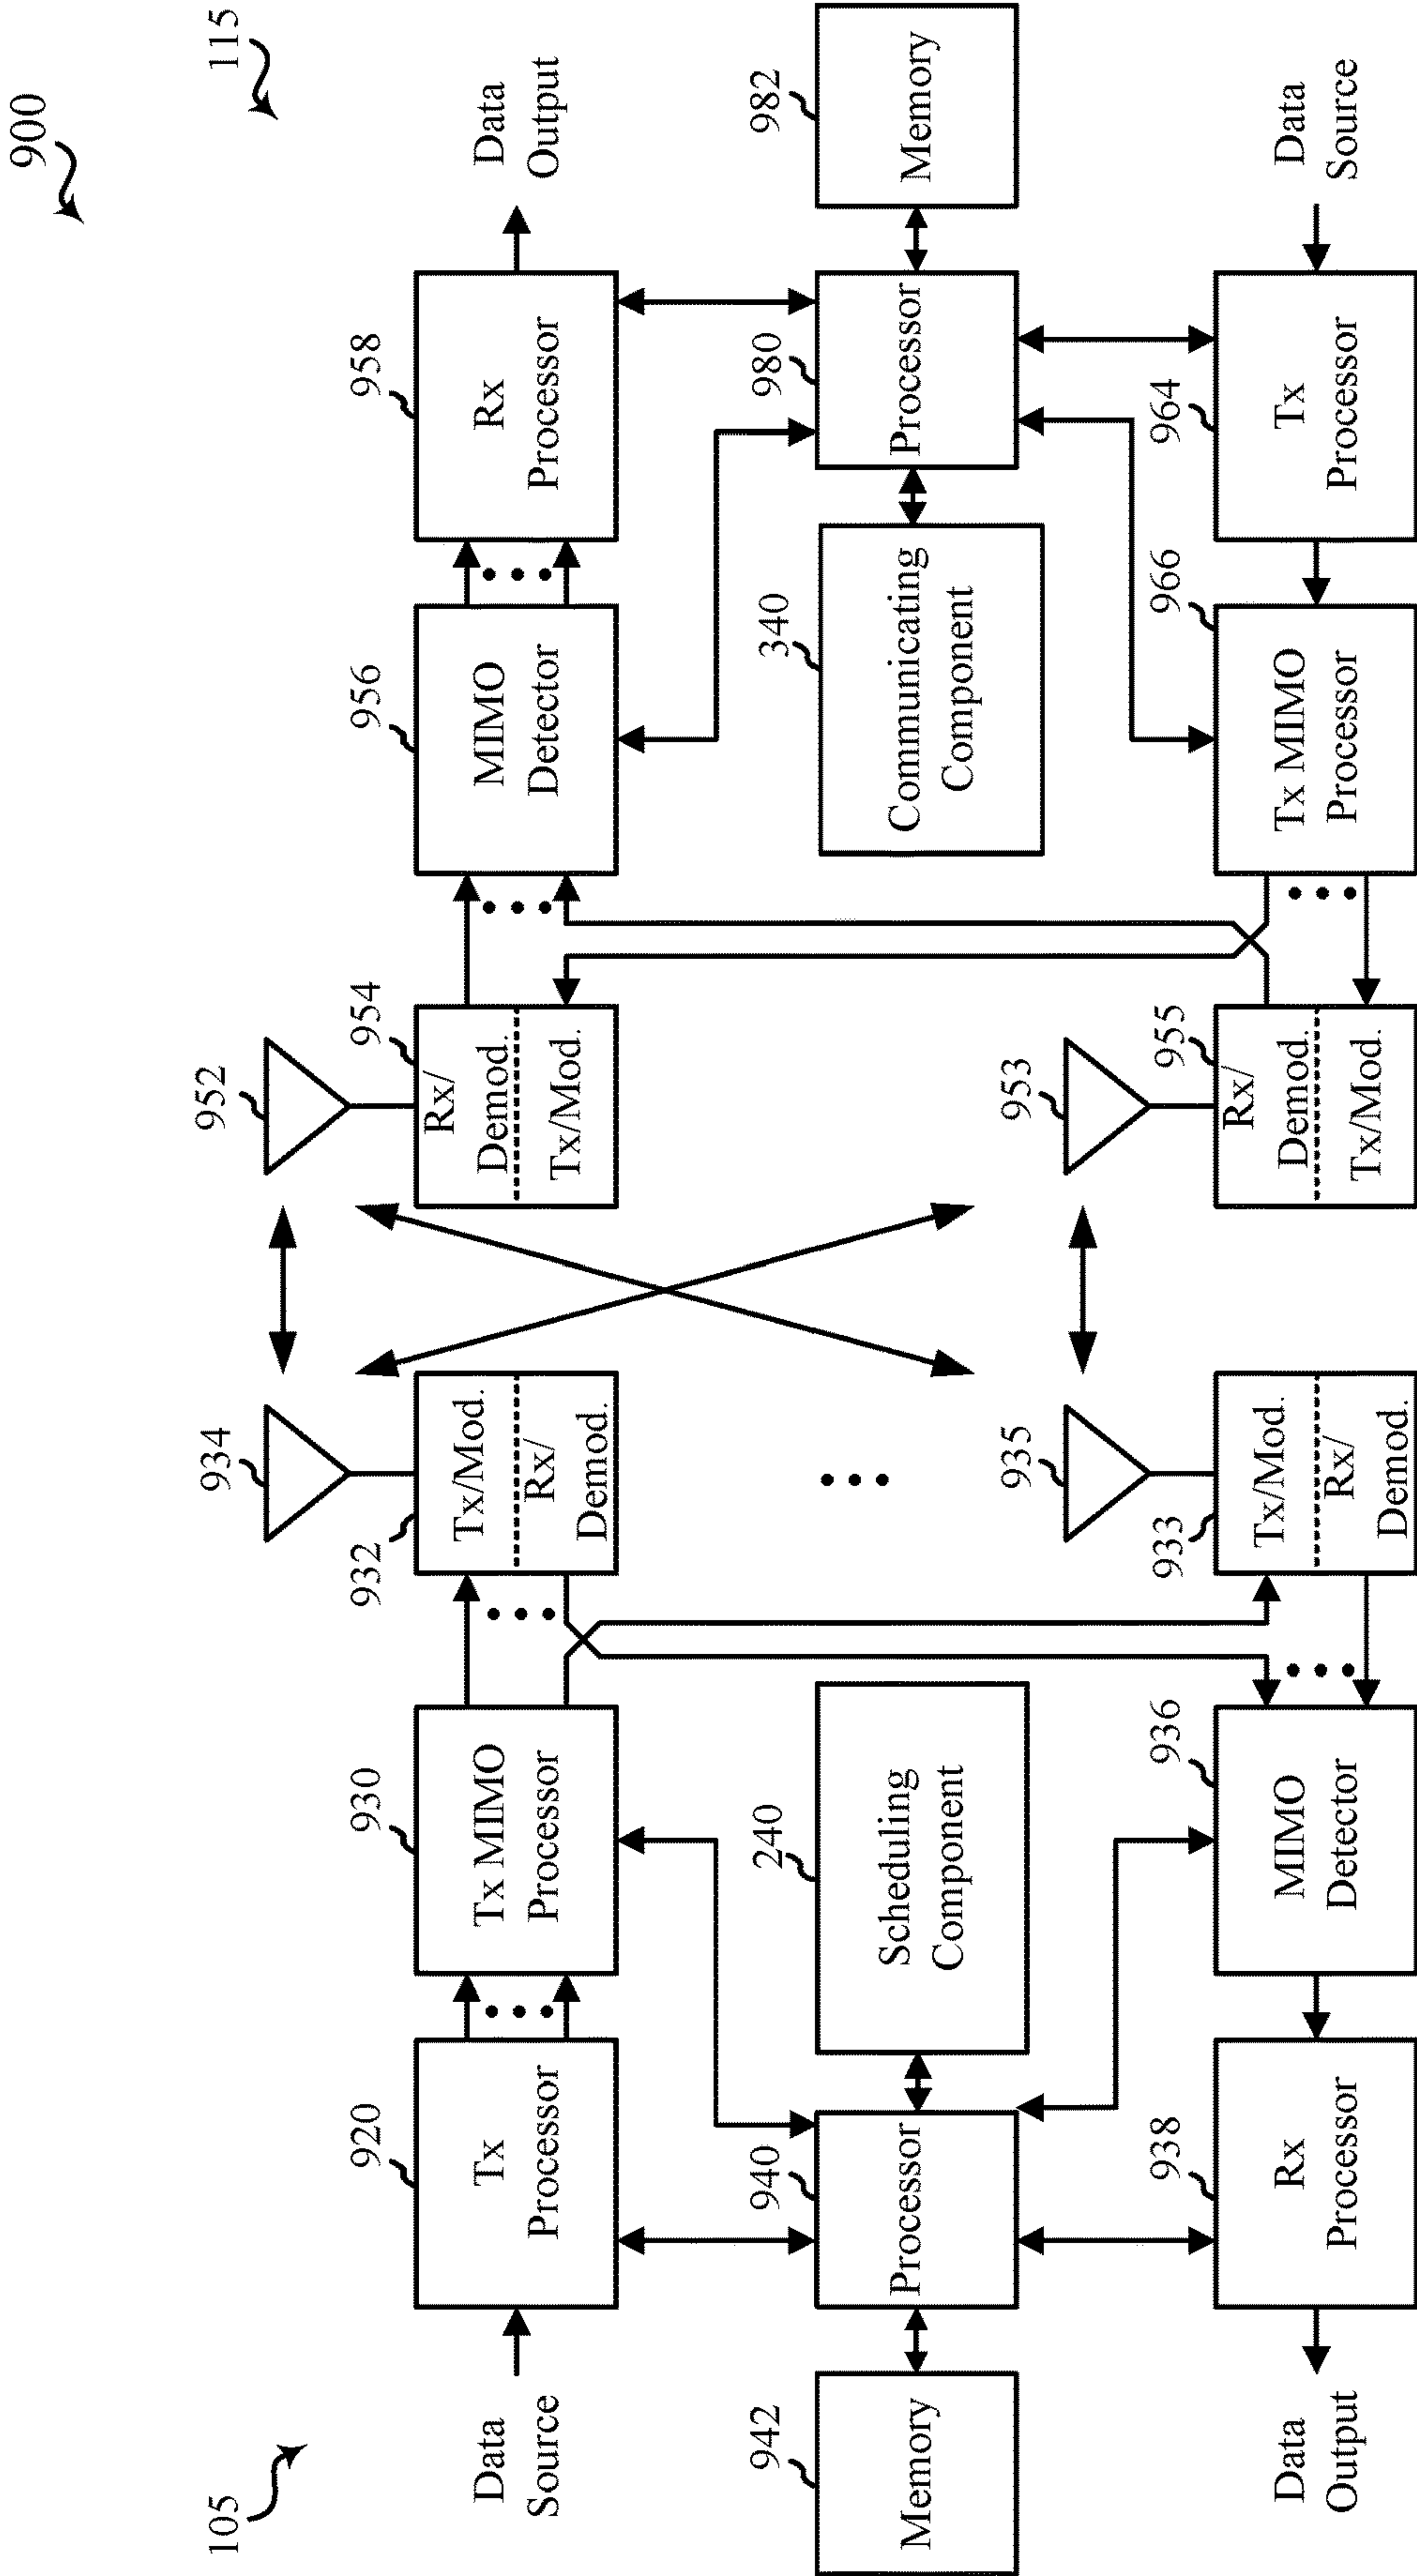 900
105
115
Data
Source
920
Tx
Processor
930
Tx MIMO
Processor
934
932
Tx/Mod.
Rx/
Demod.
952
954
Rx/
Demod.
Tx/Mod.
956
MIMO
Detector
958
Rx
Processor
Data
Output
942
Memory
940
Processor
240
Scheduling
Component
340
Communicating
Component
980
Processor
982
Memory
Data
Output
938
Rx
Processor
936
MIMO
Detector
935
933
Tx/Mod.
Rx/
Demod.
953
955
Rx/
Demod.
Tx/Mod.
966
Tx MIMO
Processor
964
Tx
Processor
Data
Source